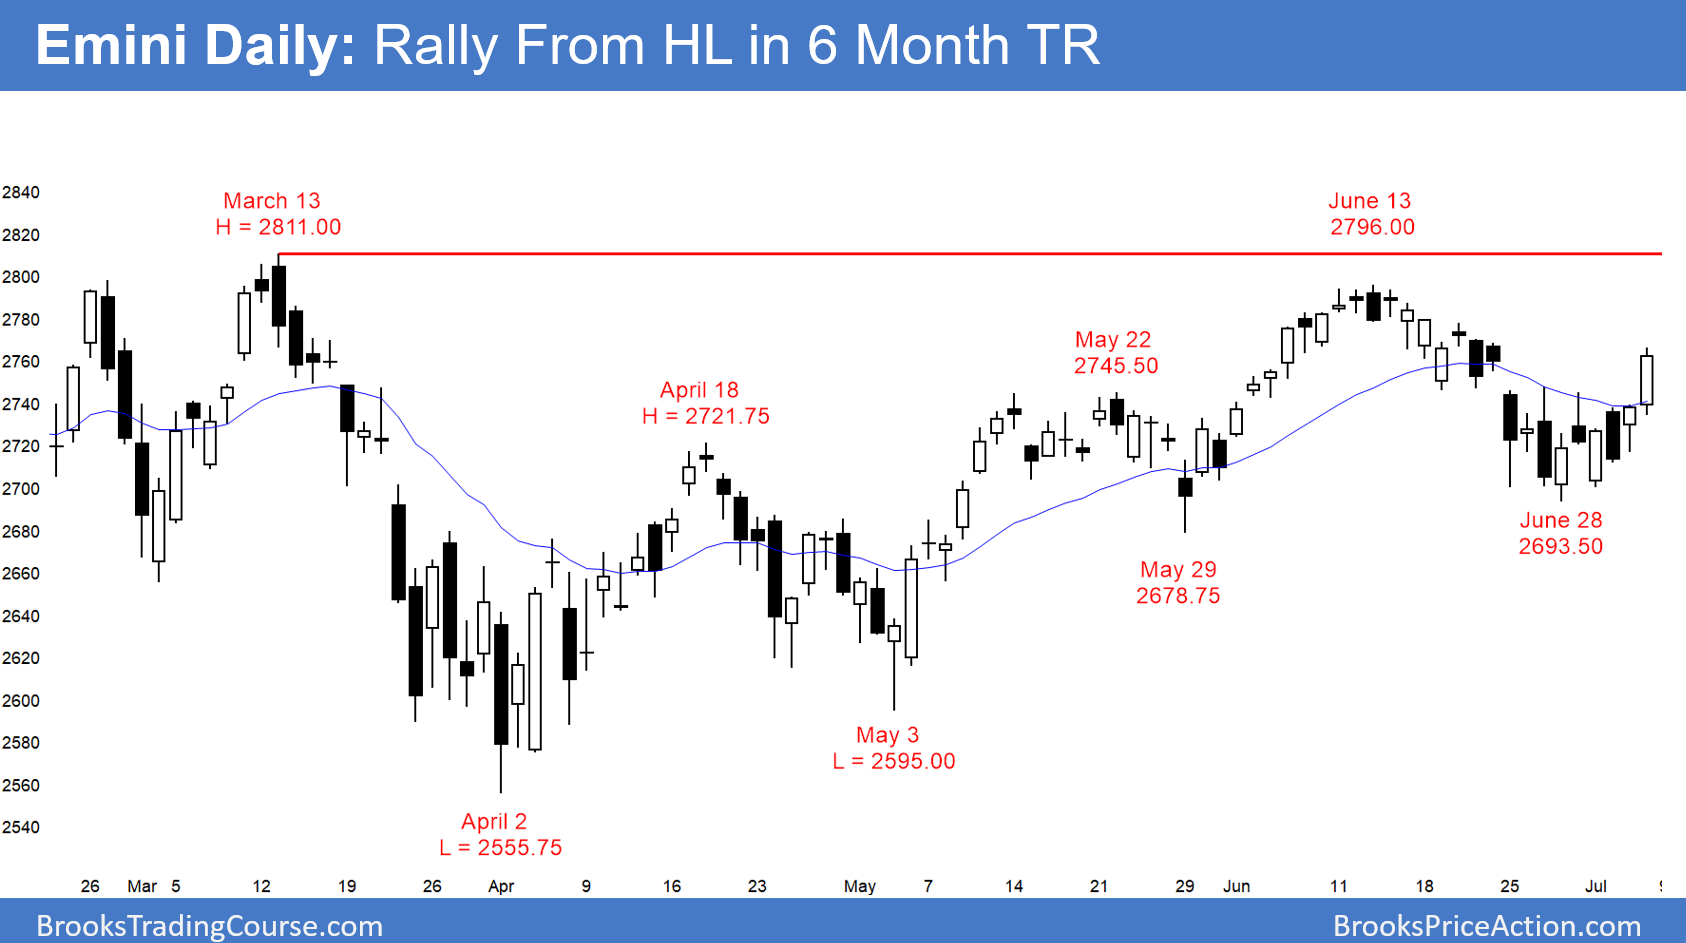 Emini Daily: Rally From HL in 6 Month TR
2840
2820
2800
2780
2760
2740
2720
2700
2680
2660
2640
2620
2600
2580
2560
2540
March 13
H = 2811.00
June 13
2796.00
May 22
2745.50
April 18
H = 2721.75
June 28
2693.50
May 29
2678.75
May 3
L = 2595.00
April 2
L = 2555.75
26 Mar 5 12 19 26 Apr 9 16 23 May 7 14 21 29 Jun 11 18 25 Jul
BrooksTradingCourse.com
BrooksPriceAction.com